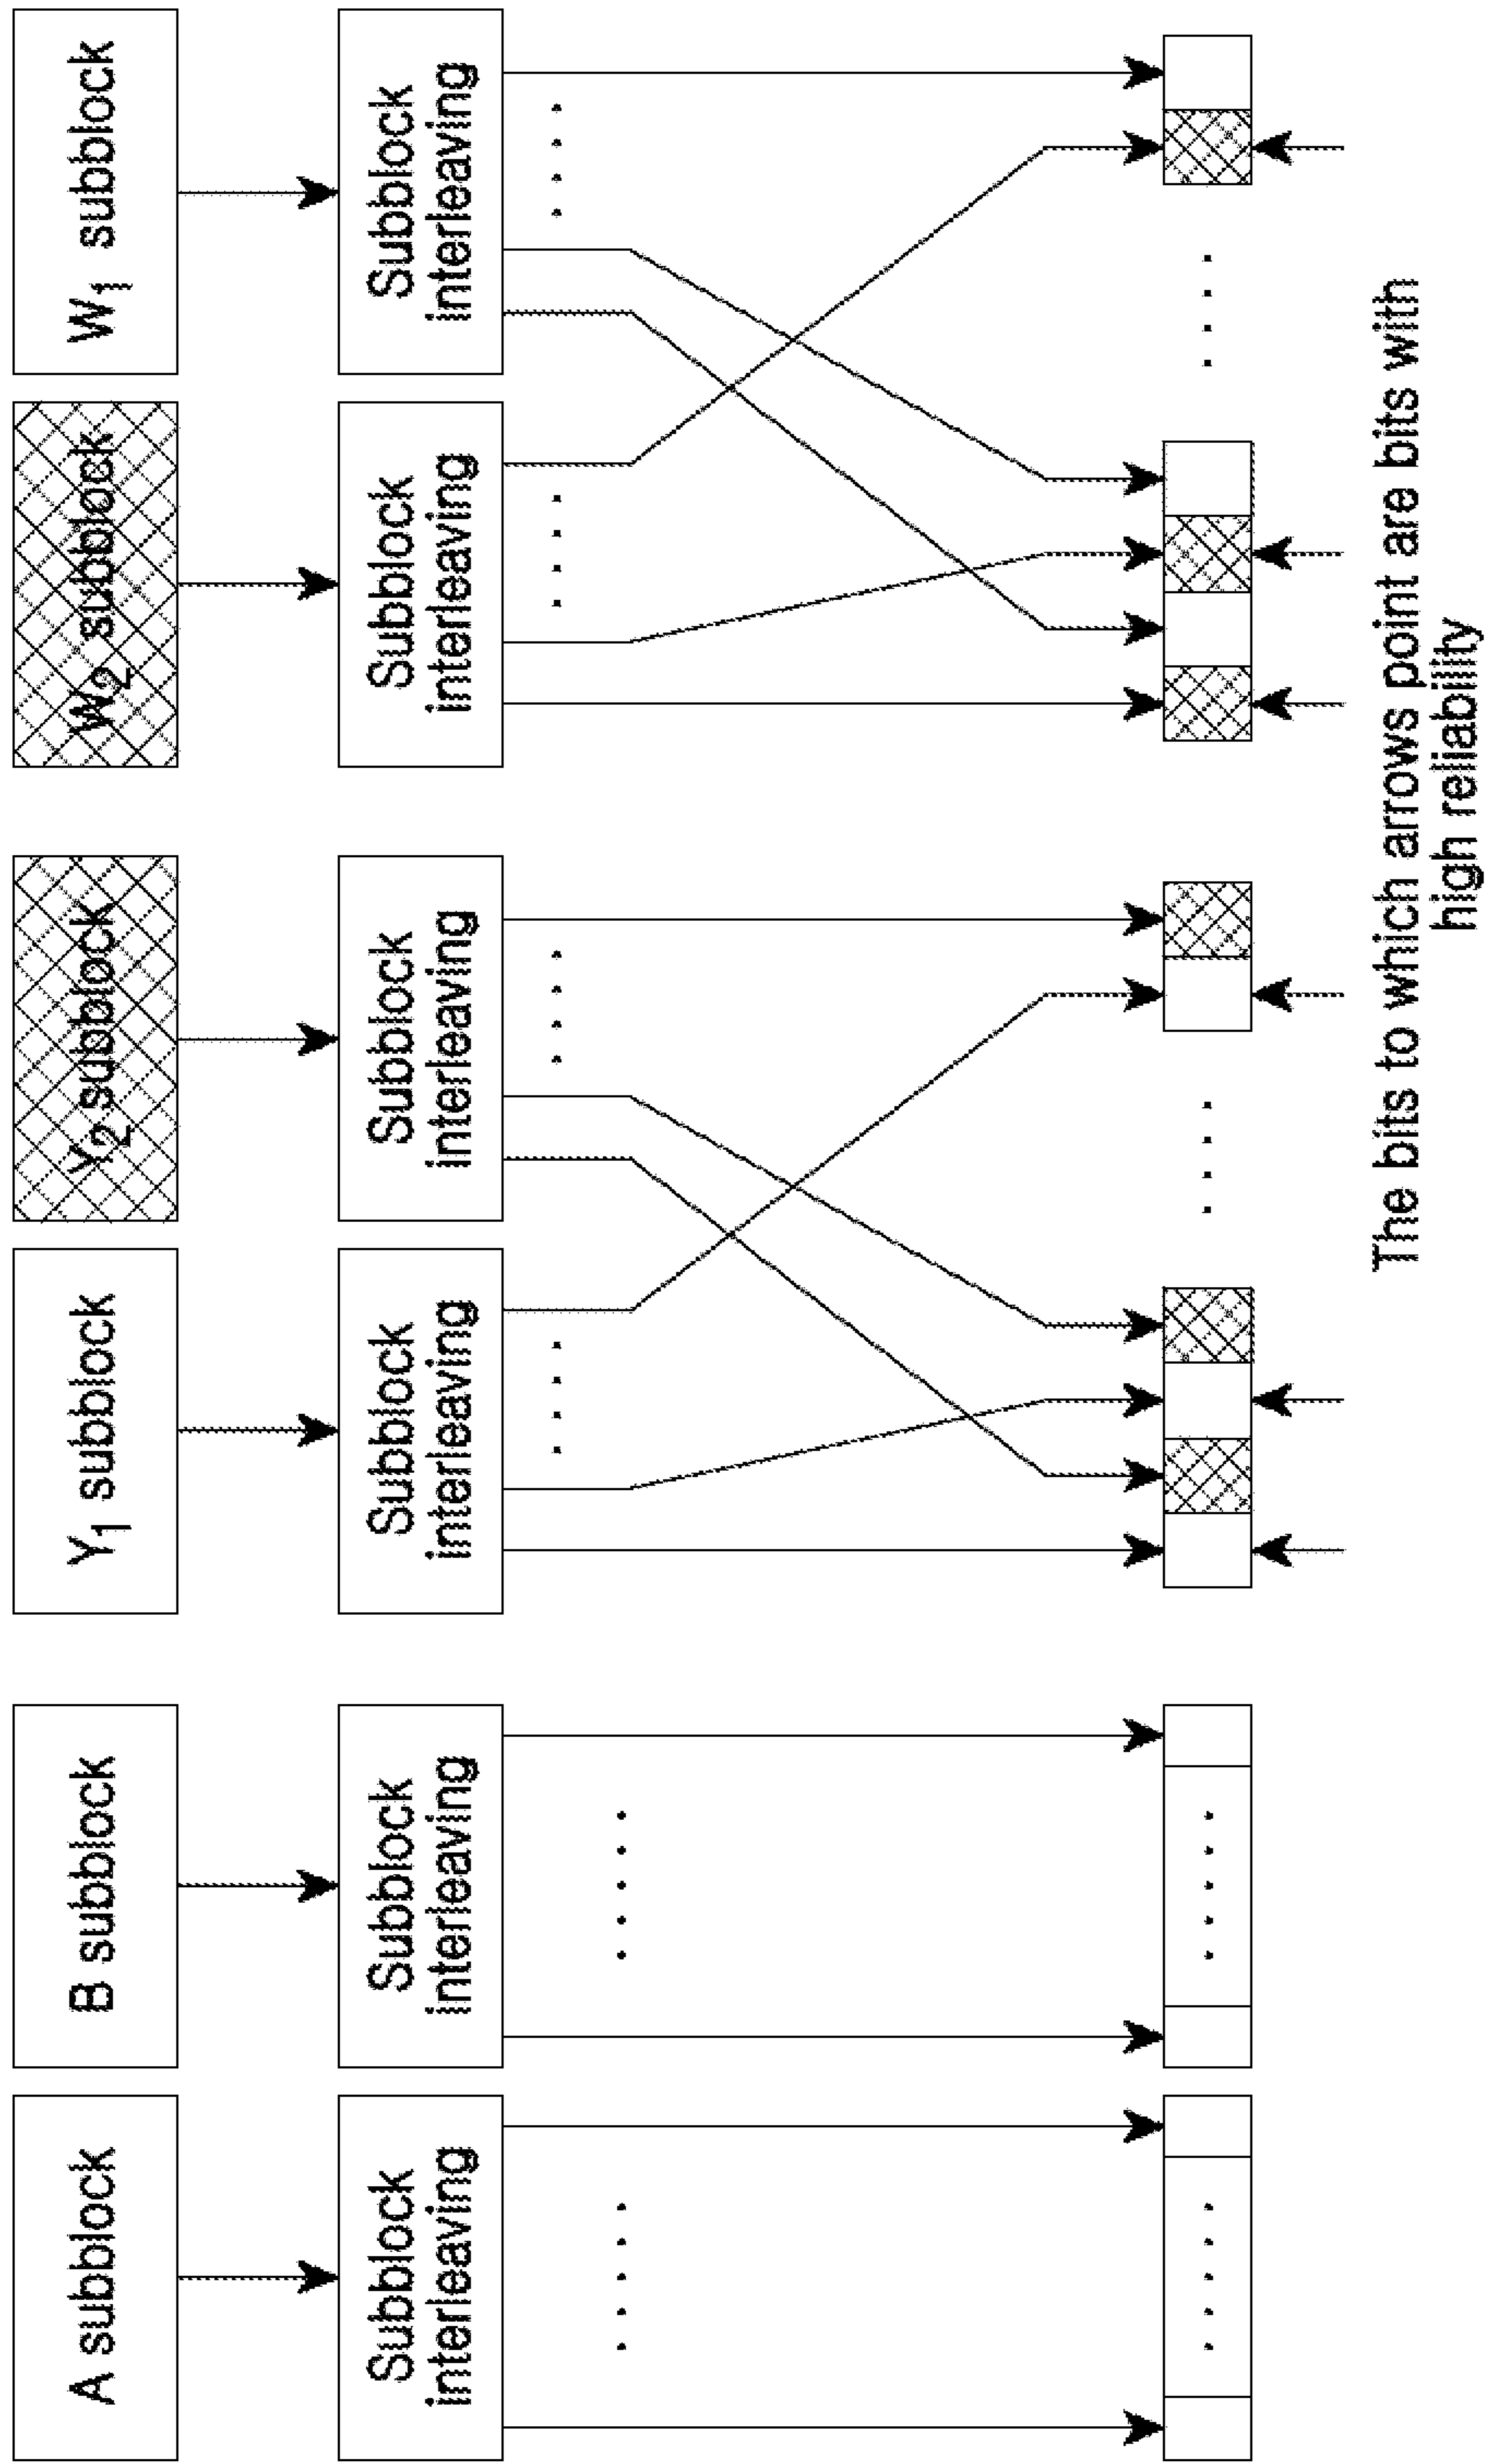 A subblock
B subblock
Y1 subblock
Y2 subblock
W2 subblock
W1 subblock
Subblock
interleaving
Subblock
interleaving
Subblock
interleaving
Subblock
interleaving
Subblock
interleaving
Subblock
interleaving
The bits to which arrows point are bits with
high reliability